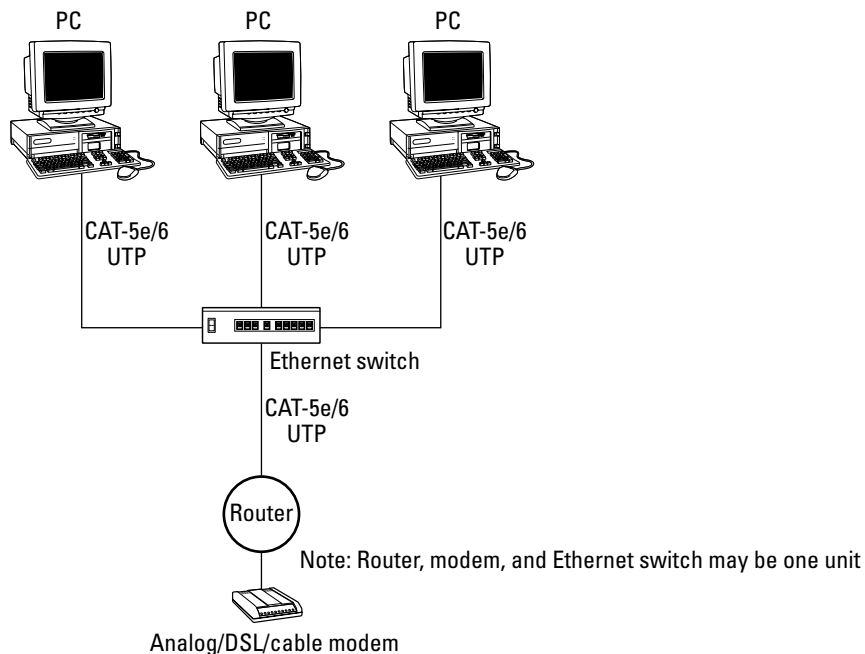 PC
PC
PC
CAT-5e/6
UTP
CAT-5e/6
UTP
CAT-5e/6
UTP
Ethernet switch
CAT-5e/6
UTP
Router
Note: Router, modem, and Ethernet switch may be one unit
Analog/DSL/cable modem